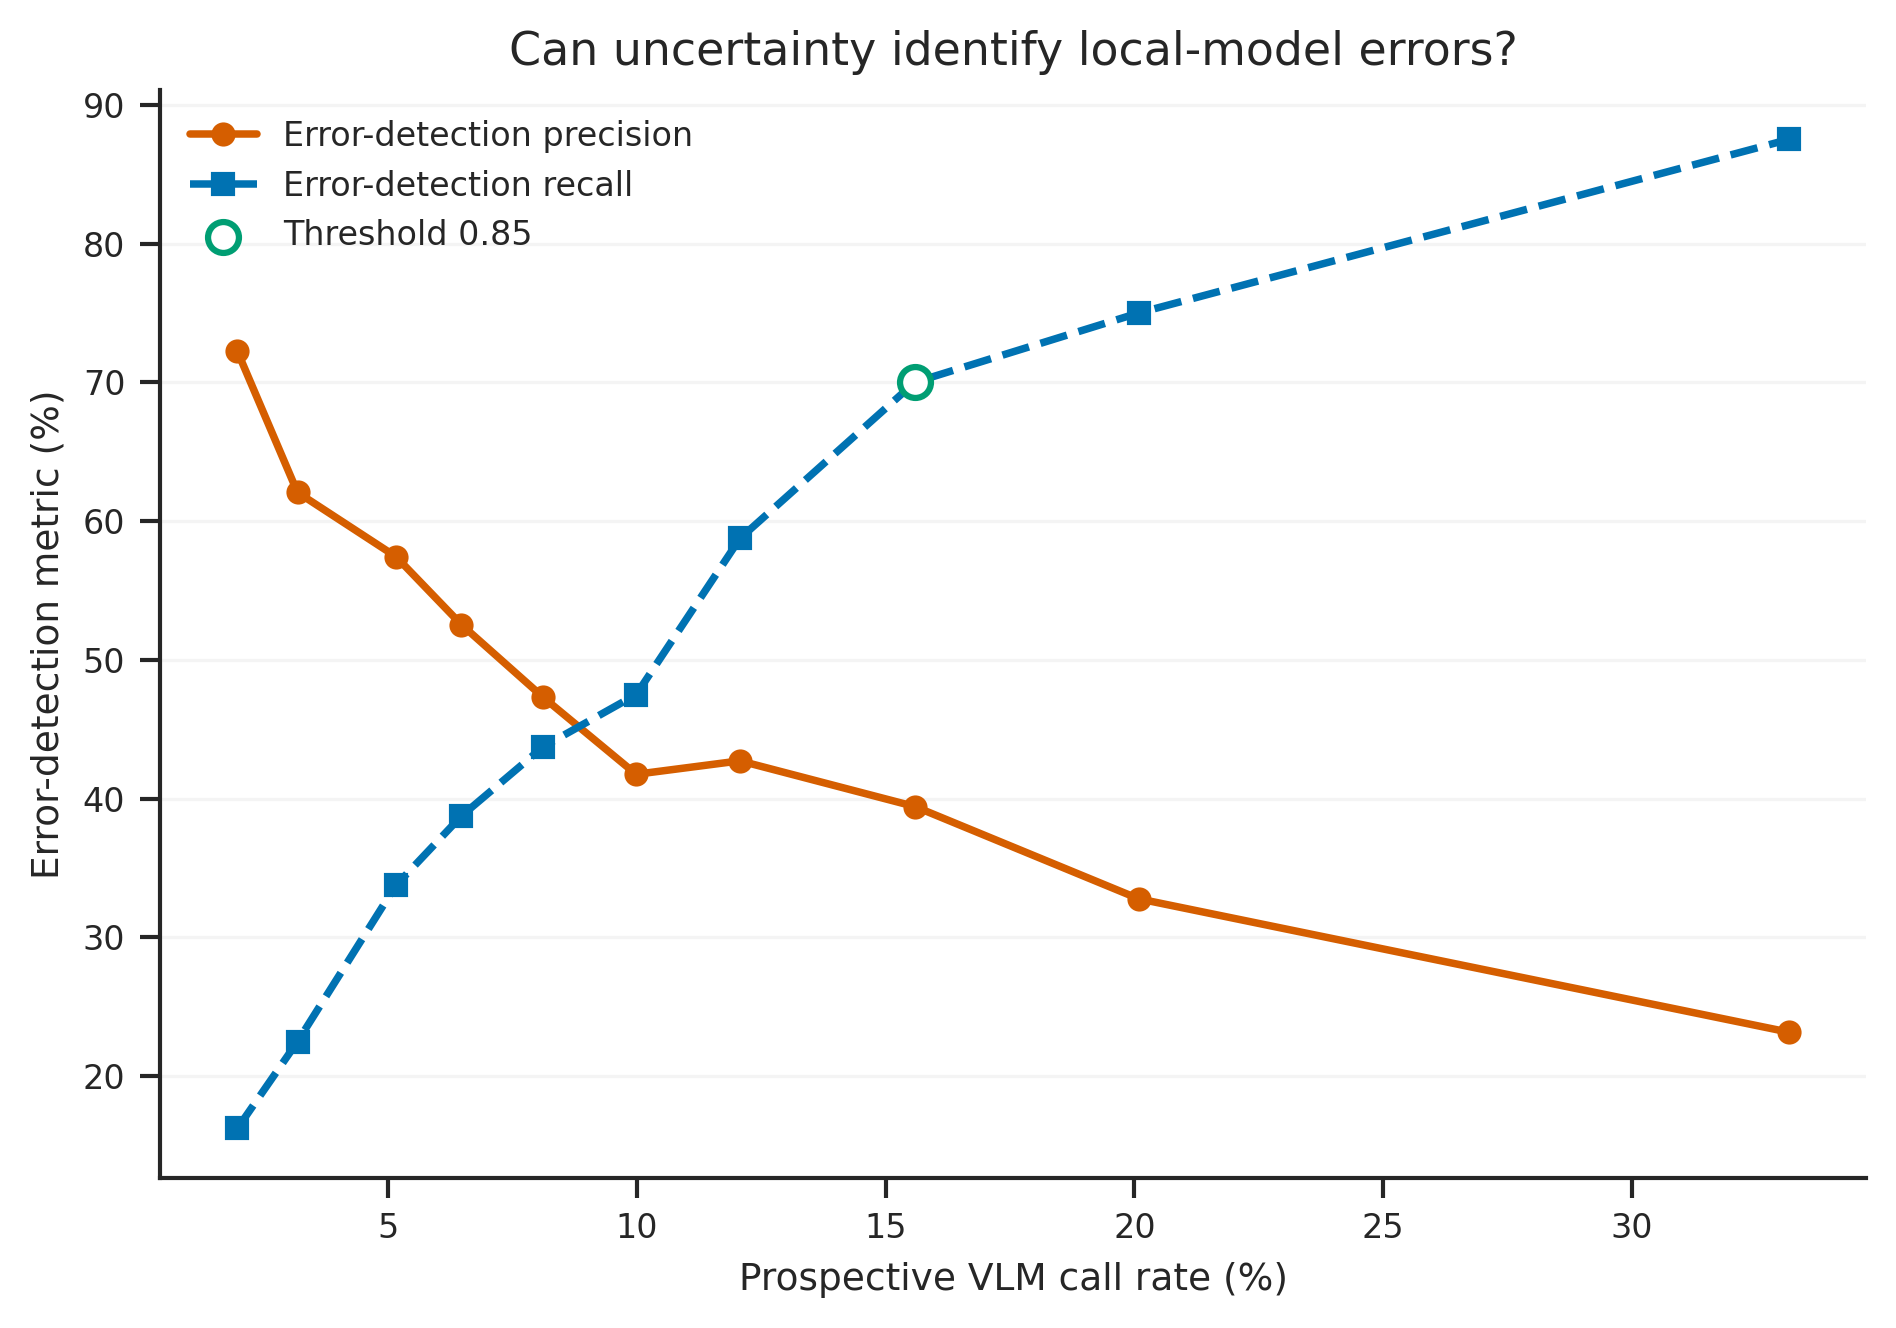 Can uncertainty identify local-model errors?
Error-detection precision
Error-detection recall
Threshold 0.85
Error-detection metric (%)
90
80
70
60
50
40
30
20
5 10 15 20 25 30
Prospective VLM call rate (%)